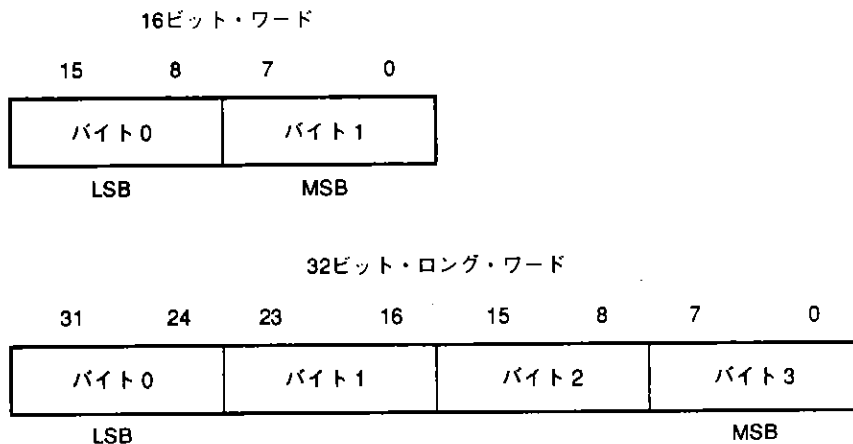 16ビット・ワード
15 8 7 0
バイト0 バイト1
LSB MSB
32ビット・ロング・ワード
31 24 23 16 15 8 7 0
バイト0 バイト1 バイト2 バイト3
LSB MSB